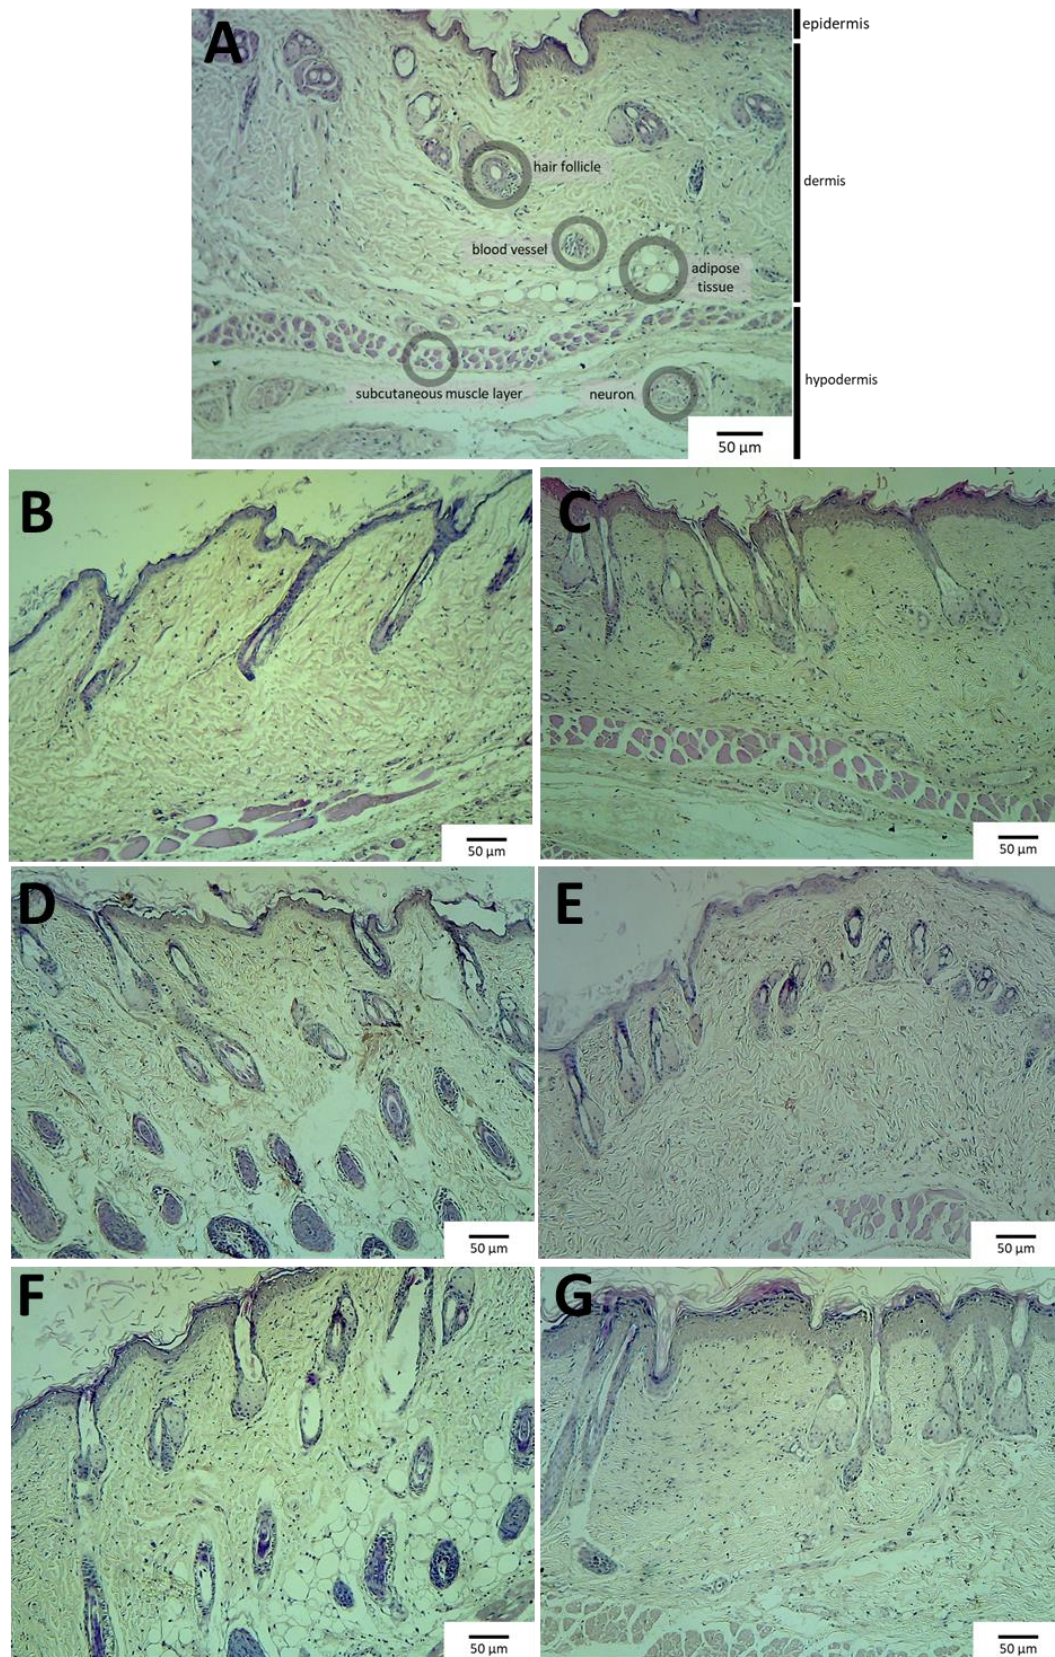 A
epidermis
dermis
hypodermis
hair follicle
blood vessel
adipose
tissue
subcutaneous muscle layer
neuron
50 µm
B
50 µm
C
50 µm
D
50 µm
E
50 µm
F
50 µm
G
50 µm